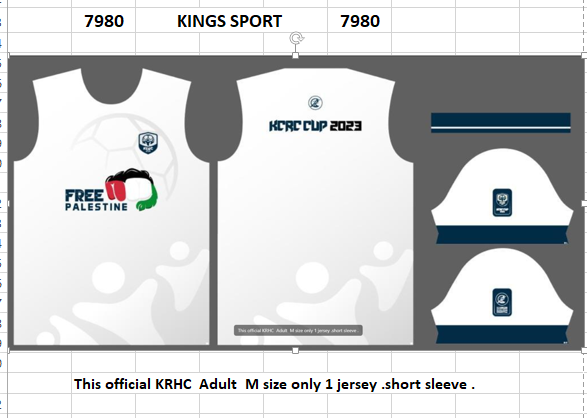 7980 KINGS SPORT 7980
KCRC CUP 2023
FREE
PALESTINE
This official KRHC Adult M size only 1 jersey .short sleeve .
This official KRHC Adult M size only 1 jersey .short sleeve .